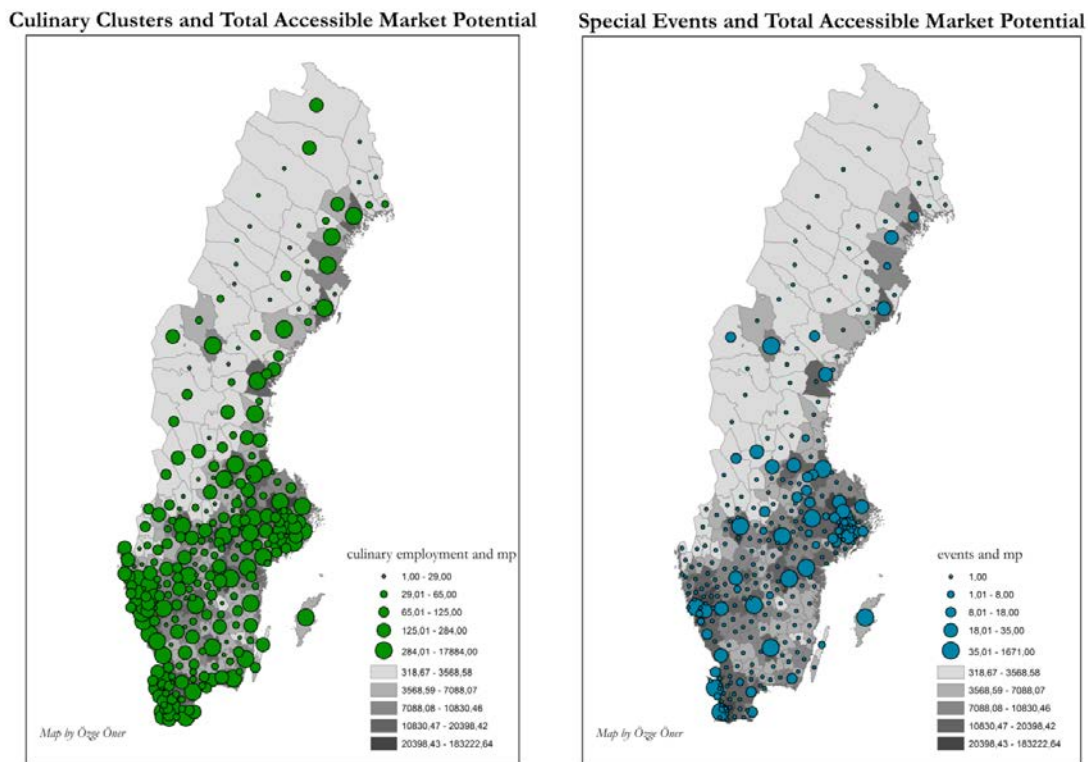 Culinary Clusters and Total Accessible Market Potential
culinary employment and mp
1,00 - 29,00
29,01 - 65,00
65,01 - 125,00
125,01 - 284,00
284,01 - 17884,00
318,67 - 3568,58
3568,59 - 7088,07
7088,08 - 10830,46
10830,47 - 20398,42
20398,43 - 183222,64
Map by Özge Öner
Special Events and Total Accessible Market Potential
events and mp
1,00
1,01 - 8,00
8,01 - 18,00
18,01 - 35,00
35,01 - 1671,00
318,67 - 3568,58
3568,59 - 7088,07
7088,08 - 10830,46
10830,47 - 20398,42
20398,43 - 183222,64
Map by Özge Öner